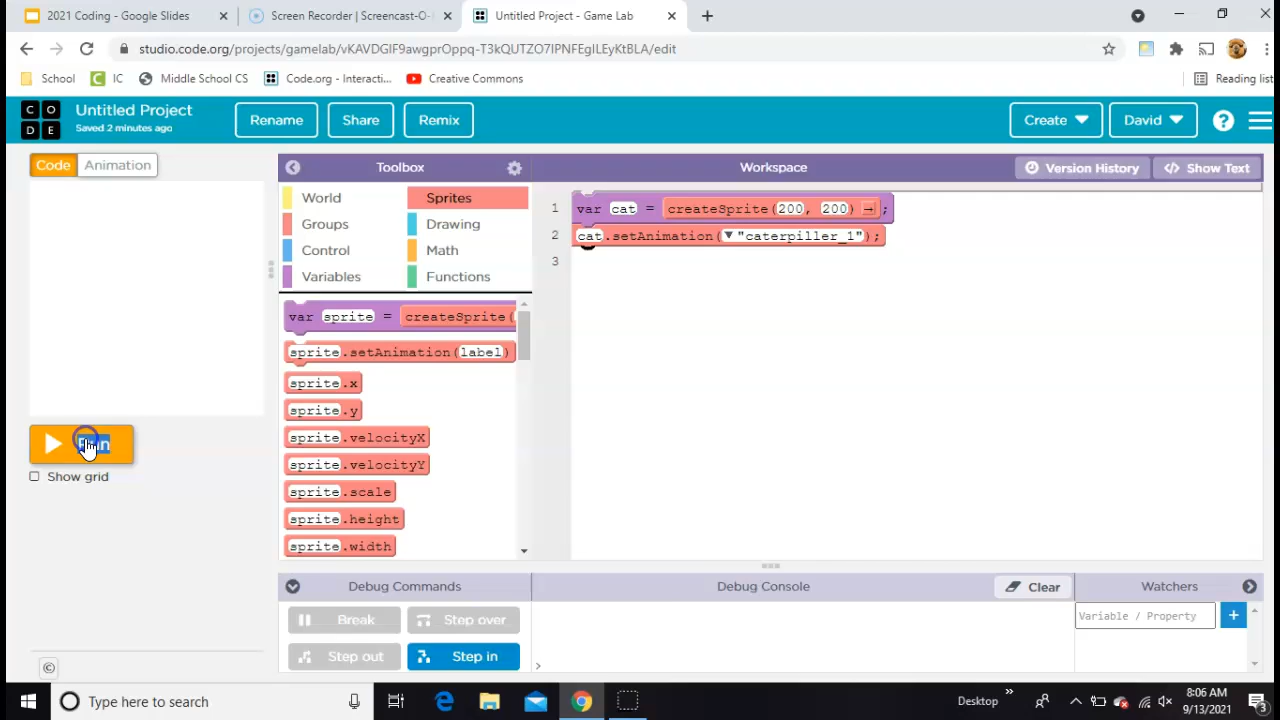 2021 Coding - Google Slides
Screen Recorder | Screencast-O-
Untitled Project - Game Lab
studio.code.org/projects/gamelab/vKAVDGIF9awgprOppq-T3kQUTZO7IPNFEgILEyKtBLA/edit
School
IC
Middle School CS
Code.org - Interacti...
Creative Commons
Reading list
C O
D E
Untitled Project
Saved 2 minutes ago
Rename
Share
Remix
Create
David
?
Code
Animation
Toolbox
Workspace
Version History
</> Show Text
World
Sprites
Groups
Drawing
Control
Math
Variables
Functions
var sprite = createSprite(
sprite.setAnimation(label)
sprite.x
sprite.y
sprite.velocityX
sprite.velocityY
sprite.scale
sprite.height
sprite.width
1 var cat = createSprite(200, 200) → ;
2 cat.setAnimation(▼"caterpiller_1");
3
Run
Show grid
Debug Commands
Debug Console
Clear
Watchers
Break
Step over
Step out
Step in
Variable / Property
+
>
©
Type here to search
Desktop
»
8:06 AM
9/13/2021
3